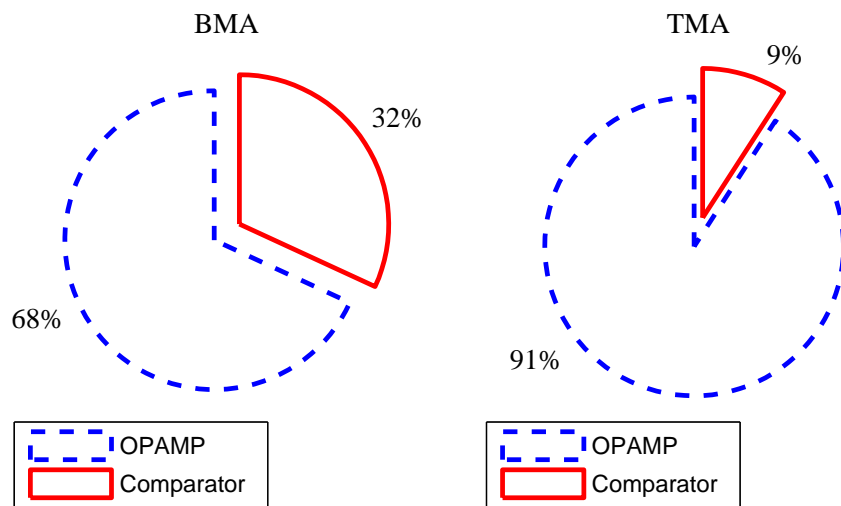 BMA
32%
68%
OPAMP
Comparator
TMA
9%
91%
OPAMP
Comparator